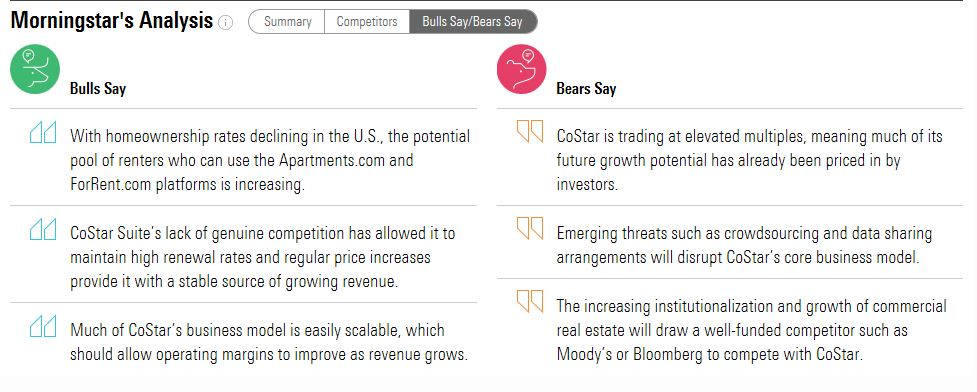 Morningstar's Analysis
Summary
Competitors
Bulls Say/Bears Say
Bulls Say
With homeownership rates declining in the U.S., the potential
pool of renters who can use the Apartments.com and
ForRent.com platforms is increasing.
CoStar Suite's lack of genuine competition has allowed it to
maintain high renewal rates and regular price increases
provide it with a stable source of growing revenue.
Much of CoStar's business model is easily scalable, which
should allow operating margins to improve as revenue grows.
Bears Say
CoStar is trading at elevated multiples, meaning much of its
future growth potential has already been priced in by
investors.
Emerging threats such as crowdsourcing and data sharing
arrangements will disrupt CoStar's core business model.
The increasing institutionalization and growth of commercial
real estate will draw a well-funded competitor such as
Moody's or Bloomberg to compete with CoStar.